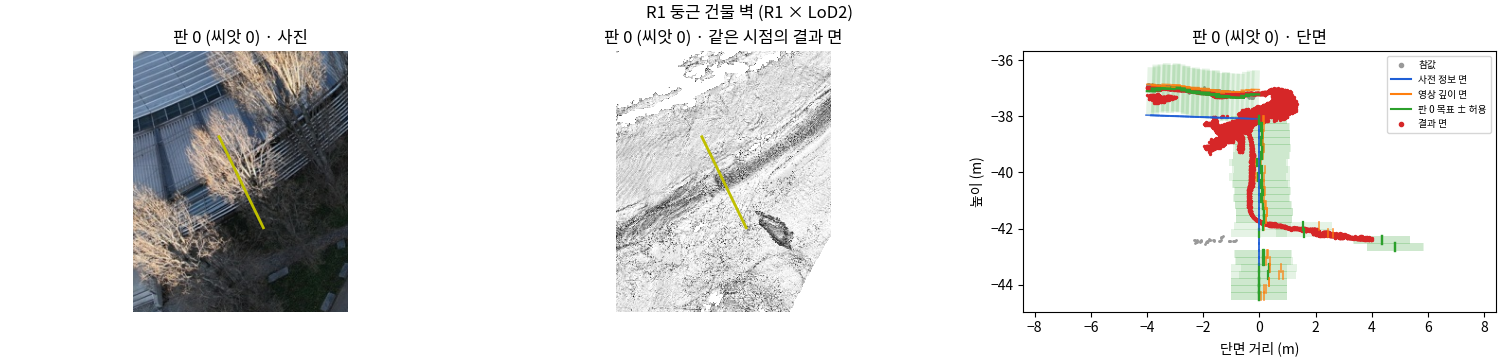 R1 둥근 건물 벽 (R1 × LoD2)
판 0 (씨앗 0) · 사진
판 0 (씨앗 0) · 같은 시점의 결과 면
판 0 (씨앗 0) · 단면
높이 (m)
−36
−38
−40
−42
−44
참값
사전 정보 면
영상 깊이 면
판 0 목표 ± 허용
결과 면
−8 −6 −4 −2 0 2 4 6 8
단면 거리 (m)